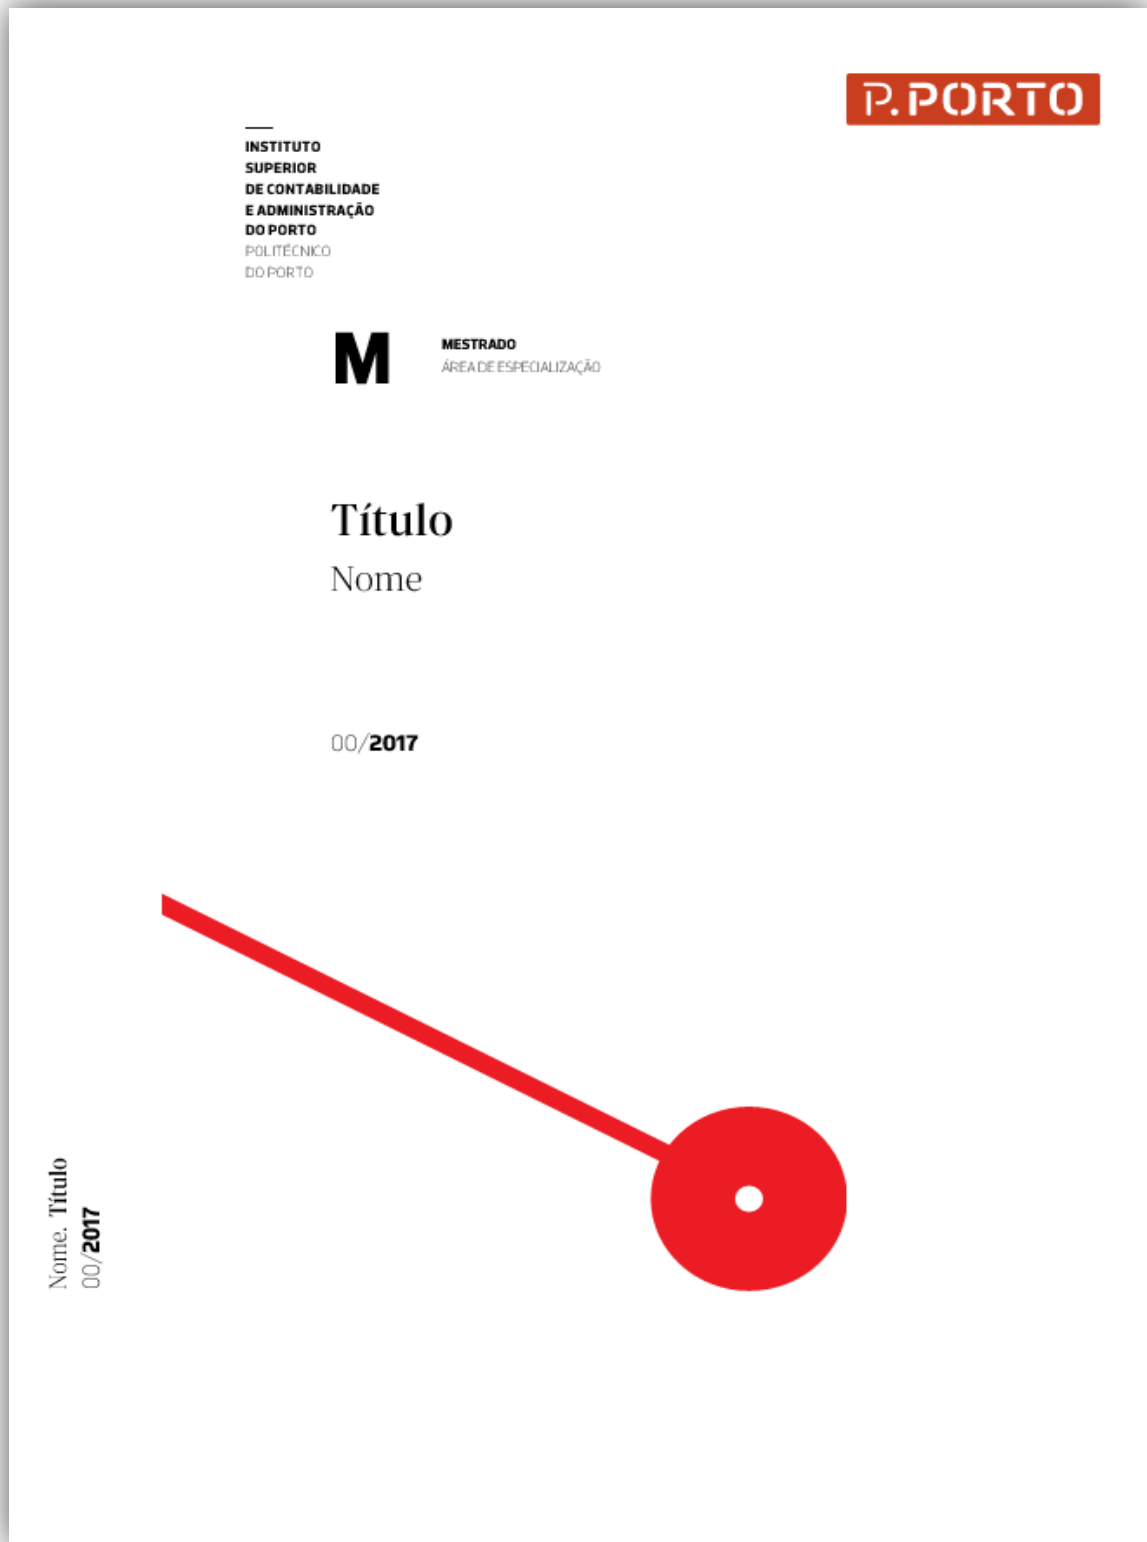 P.PORTO
INSTITUTO
SUPERIOR
DE CONTABILIDADE
E ADMINISTRAÇÃO
DO PORTO
POLITÉCNICO
DO PORTO
M
MESTRADO
ÁREA DE ESPECIALIZAÇÃO
Título
Nome
00/2017
Nome. Título
00/2017